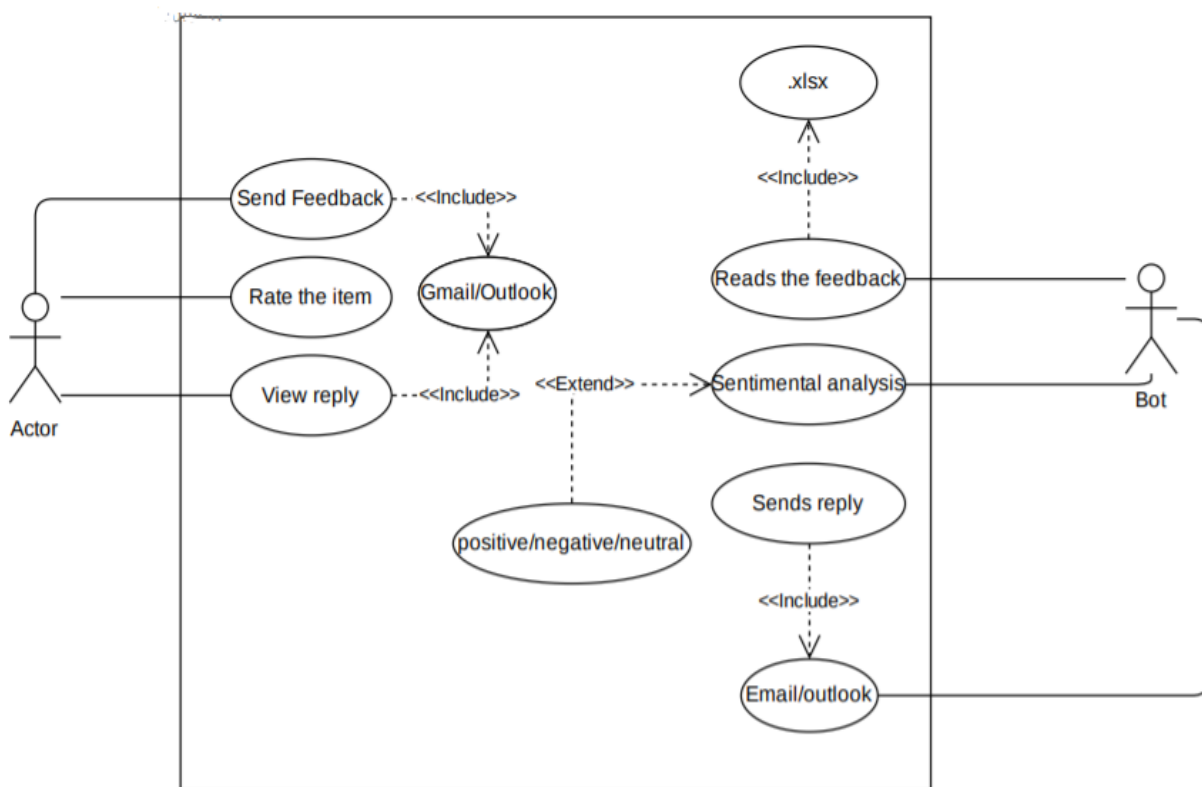 .xlsx
<<Include>>
Send Feedback
<<Include>>
Gmail/Outlook
Reads the feedback
Rate the item
View reply
<<Include>>
<<Extend>>
Sentimental analysis
Actor
Bot
Sends reply
positive/negative/neutral
<<Include>>
Email/outlook